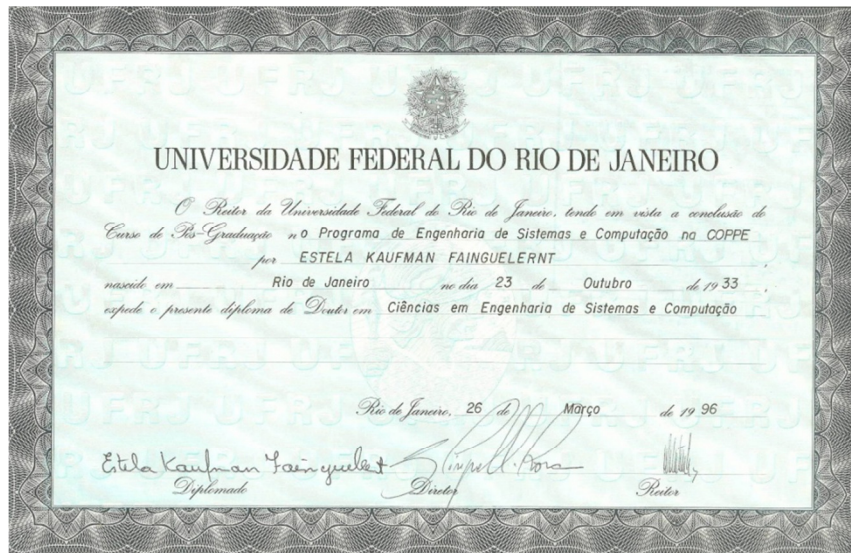 UNIVERSIDADE FEDERAL DO RIO DE JANEIRO
O Reitor da Universidade Federal do Rio de Janeiro, tendo em vista a conclusão do
Curso de Pós-Graduação no Programa de Engenharia de Sistemas e Computação na COPPE
por ESTELA KAUFMAN FAINGUELERNT,
nascido em Rio de Janeiro no dia 23 de Outubro de 1933,
expede o presente diploma de Doutor em Ciências em Engenharia de Sistemas e Computação
Rio de Janeiro, 26 de Março de 1996
Estela Kaufman Fainguelernt
Diplomado Diretor Reitor